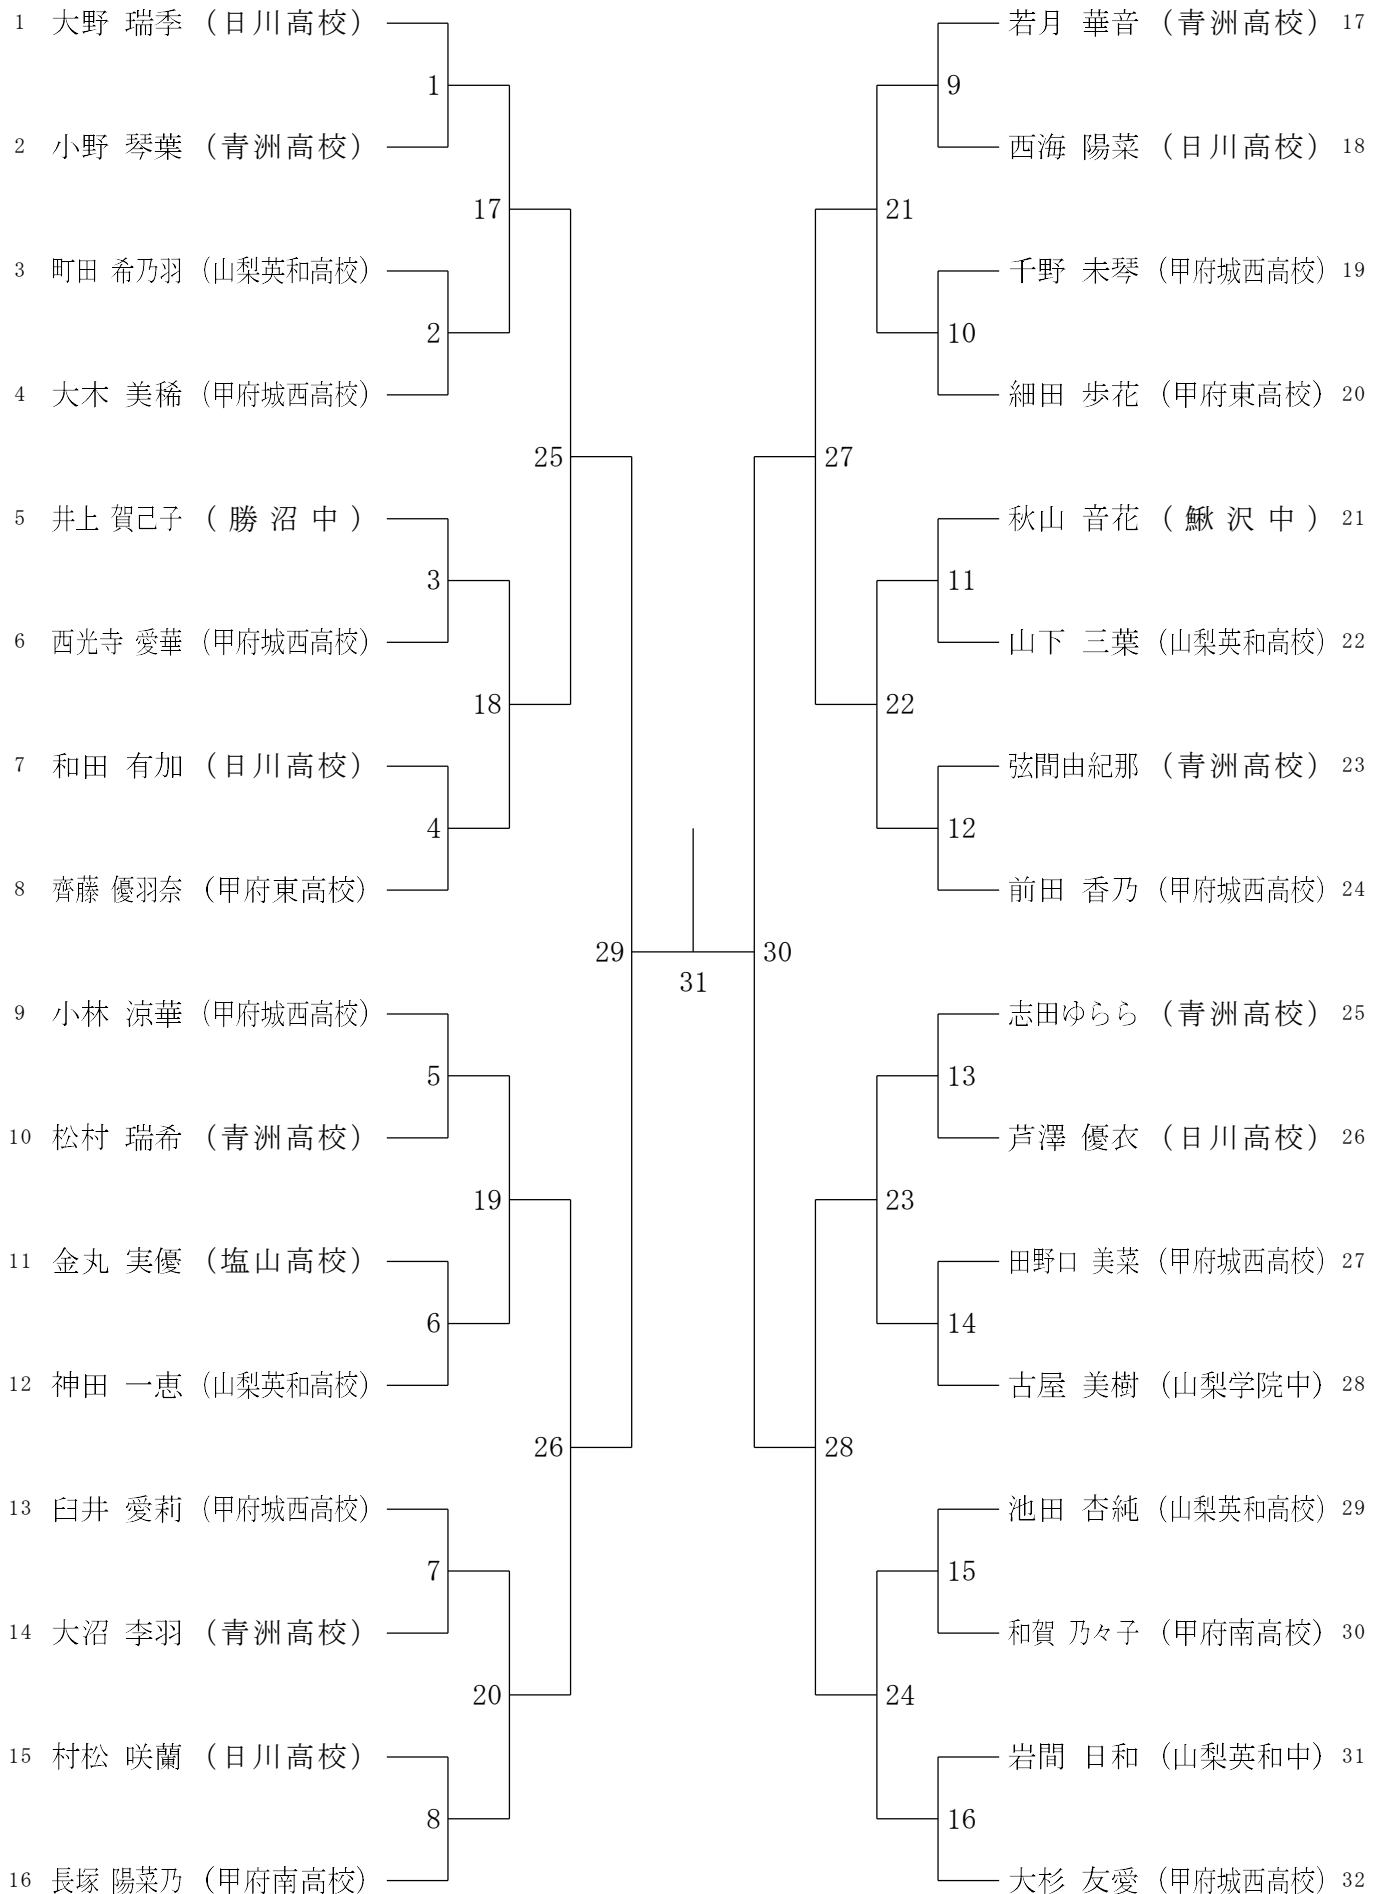 1 大野 瑞季 (日川高校)
1
2 小野 琴葉 (青洲高校)
17
3 町田 希乃羽 (山梨英和高校)
2
4 大木 美稀 (甲府城西高校)
25
5 井上 賀己子 (勝沼中)
3
6 西光寺 愛華 (甲府城西高校)
18
7 和田 有加 (日川高校)
4
8 齊藤 優羽奈 (甲府東高校)
29
9 小林 涼華 (甲府城西高校)
5
10 松村 瑞希 (青洲高校)
19
11 金丸 実優 (塩山高校)
6
12 神田 一恵 (山梨英和高校)
26
13 臼井 愛莉 (甲府城西高校)
7
14 大沼 李羽 (青洲高校)
20
15 村松 咲蘭 (日川高校)
8
16 長塚 陽菜乃 (甲府南高校)
31
若月 華音 (青洲高校) 17
9
西海 陽菜 (日川高校) 18
21
千野 未琴 (甲府城西高校) 19
10
細田 歩花 (甲府東高校) 20
27
秋山 音花 (鰍沢中) 21
11
山下 三葉 (山梨英和高校) 22
22
弦間由紀那 (青洲高校) 23
12
前田 香乃 (甲府城西高校) 24
30
志田ゆらら (青洲高校) 25
13
芦澤 優衣 (日川高校) 26
23
田野口 美菜 (甲府城西高校) 27
14
古屋 美樹 (山梨学院中) 28
28
池田 杏純 (山梨英和高校) 29
15
和賀 乃々子 (甲府南高校) 30
24
岩間 日和 (山梨英和中) 31
16
大杉 友愛 (甲府城西高校) 32